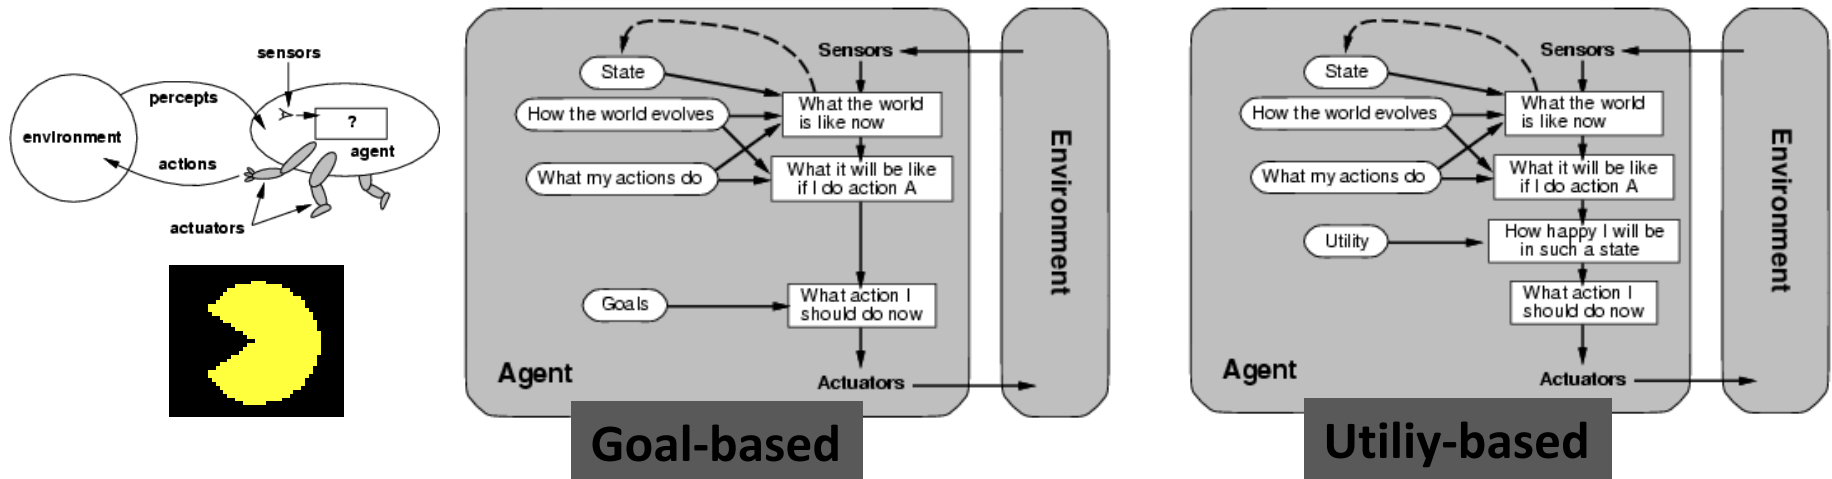 sensors
percepts
environment
?
agent
actions
actuators
Sensors
State
What the world
is like now
How the world evolves
What it will be like
if I do action A
What my actions do
Goals
What action I
should do now
Agent
Actuators
Environment
Goal-based
Sensors
State
What the world
is like now
How the world evolves
What it will be like
if I do action A
What my actions do
How happy I will be
in such a state
Utility
What action I
should do now
Agent
Actuators
Environment
Utiliy-based